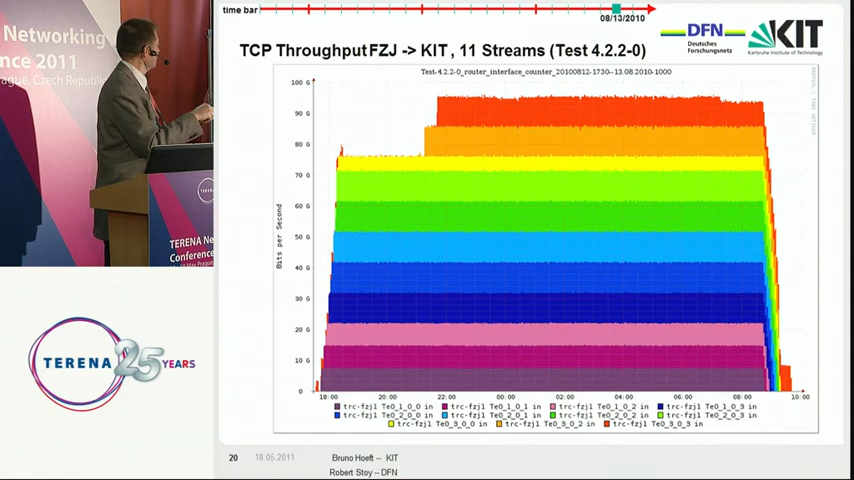 time bar
08/13/2010
DFN
Deutsches
Forschungsnetz
KIT
Karlsruhe Institute of Technology
TCP Throughput FZJ -> KIT , 11 Streams (Test 4.2.2-0)
Test-4.2.2-0_router_interface_counter_20100812-1730--13.08.2010-1000
100 G
90 G
80 G
70 G
60 G
50 G
40 G
30 G
20 G
10 G
0
Bits per Second
18:00 20:00 22:00 00:00 02:00 04:00 06:00 08:00 10:00
trc-fzj1 Te0_1_0_0 in trc-fzj1 Te0_1_0_1 in trc-fzj1 Te0_1_0_2 in trc-fzj1 Te0_1_0_3 in
trc-fzj1 Te0_2_0_0 in trc-fzj1 Te0_2_0_1 in trc-fzj1 Te0_2_0_2 in trc-fzj1 Te0_2_0_3 in
trc-fzj1 Te0_3_0_0 in trc-fzj1 Te0_3_0_2 in trc-fzj1 Te0_3_0_3 in
20 18.05.2011 Bruno Hoeft -- KIT
Robert Stoy -- DFN
Networking
nce 2011
ague, Czech Republi
TERENA
TERENA Ne
Conference
May Prague
TERENA 25 YEARS